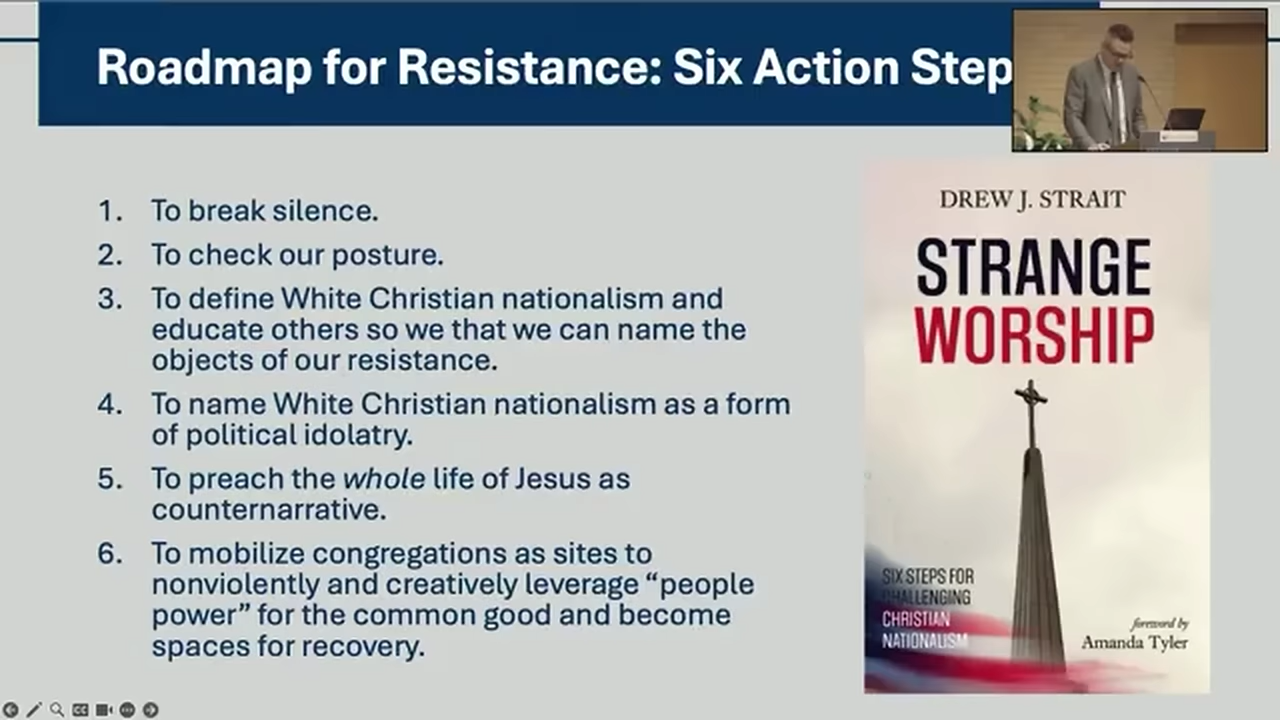 Roadmap for Resistance: Six Action Step
1. To break silence.
2. To check our posture.
3. To define White Christian nationalism and
educate others so we that we can name the
objects of our resistance.
4. To name White Christian nationalism as a form
of political idolatry.
5. To preach the whole life of Jesus as
counternarrative.
6. To mobilize congregations as sites to
nonviolently and creatively leverage “people
power” for the common good and become
spaces for recovery.
DREW J. STRAIT
STRANGE
WORSHIP
SIX STEPS FOR
CHALLENGING
CHRISTIAN
NATIONALISM
foreword by
Amanda Tyler